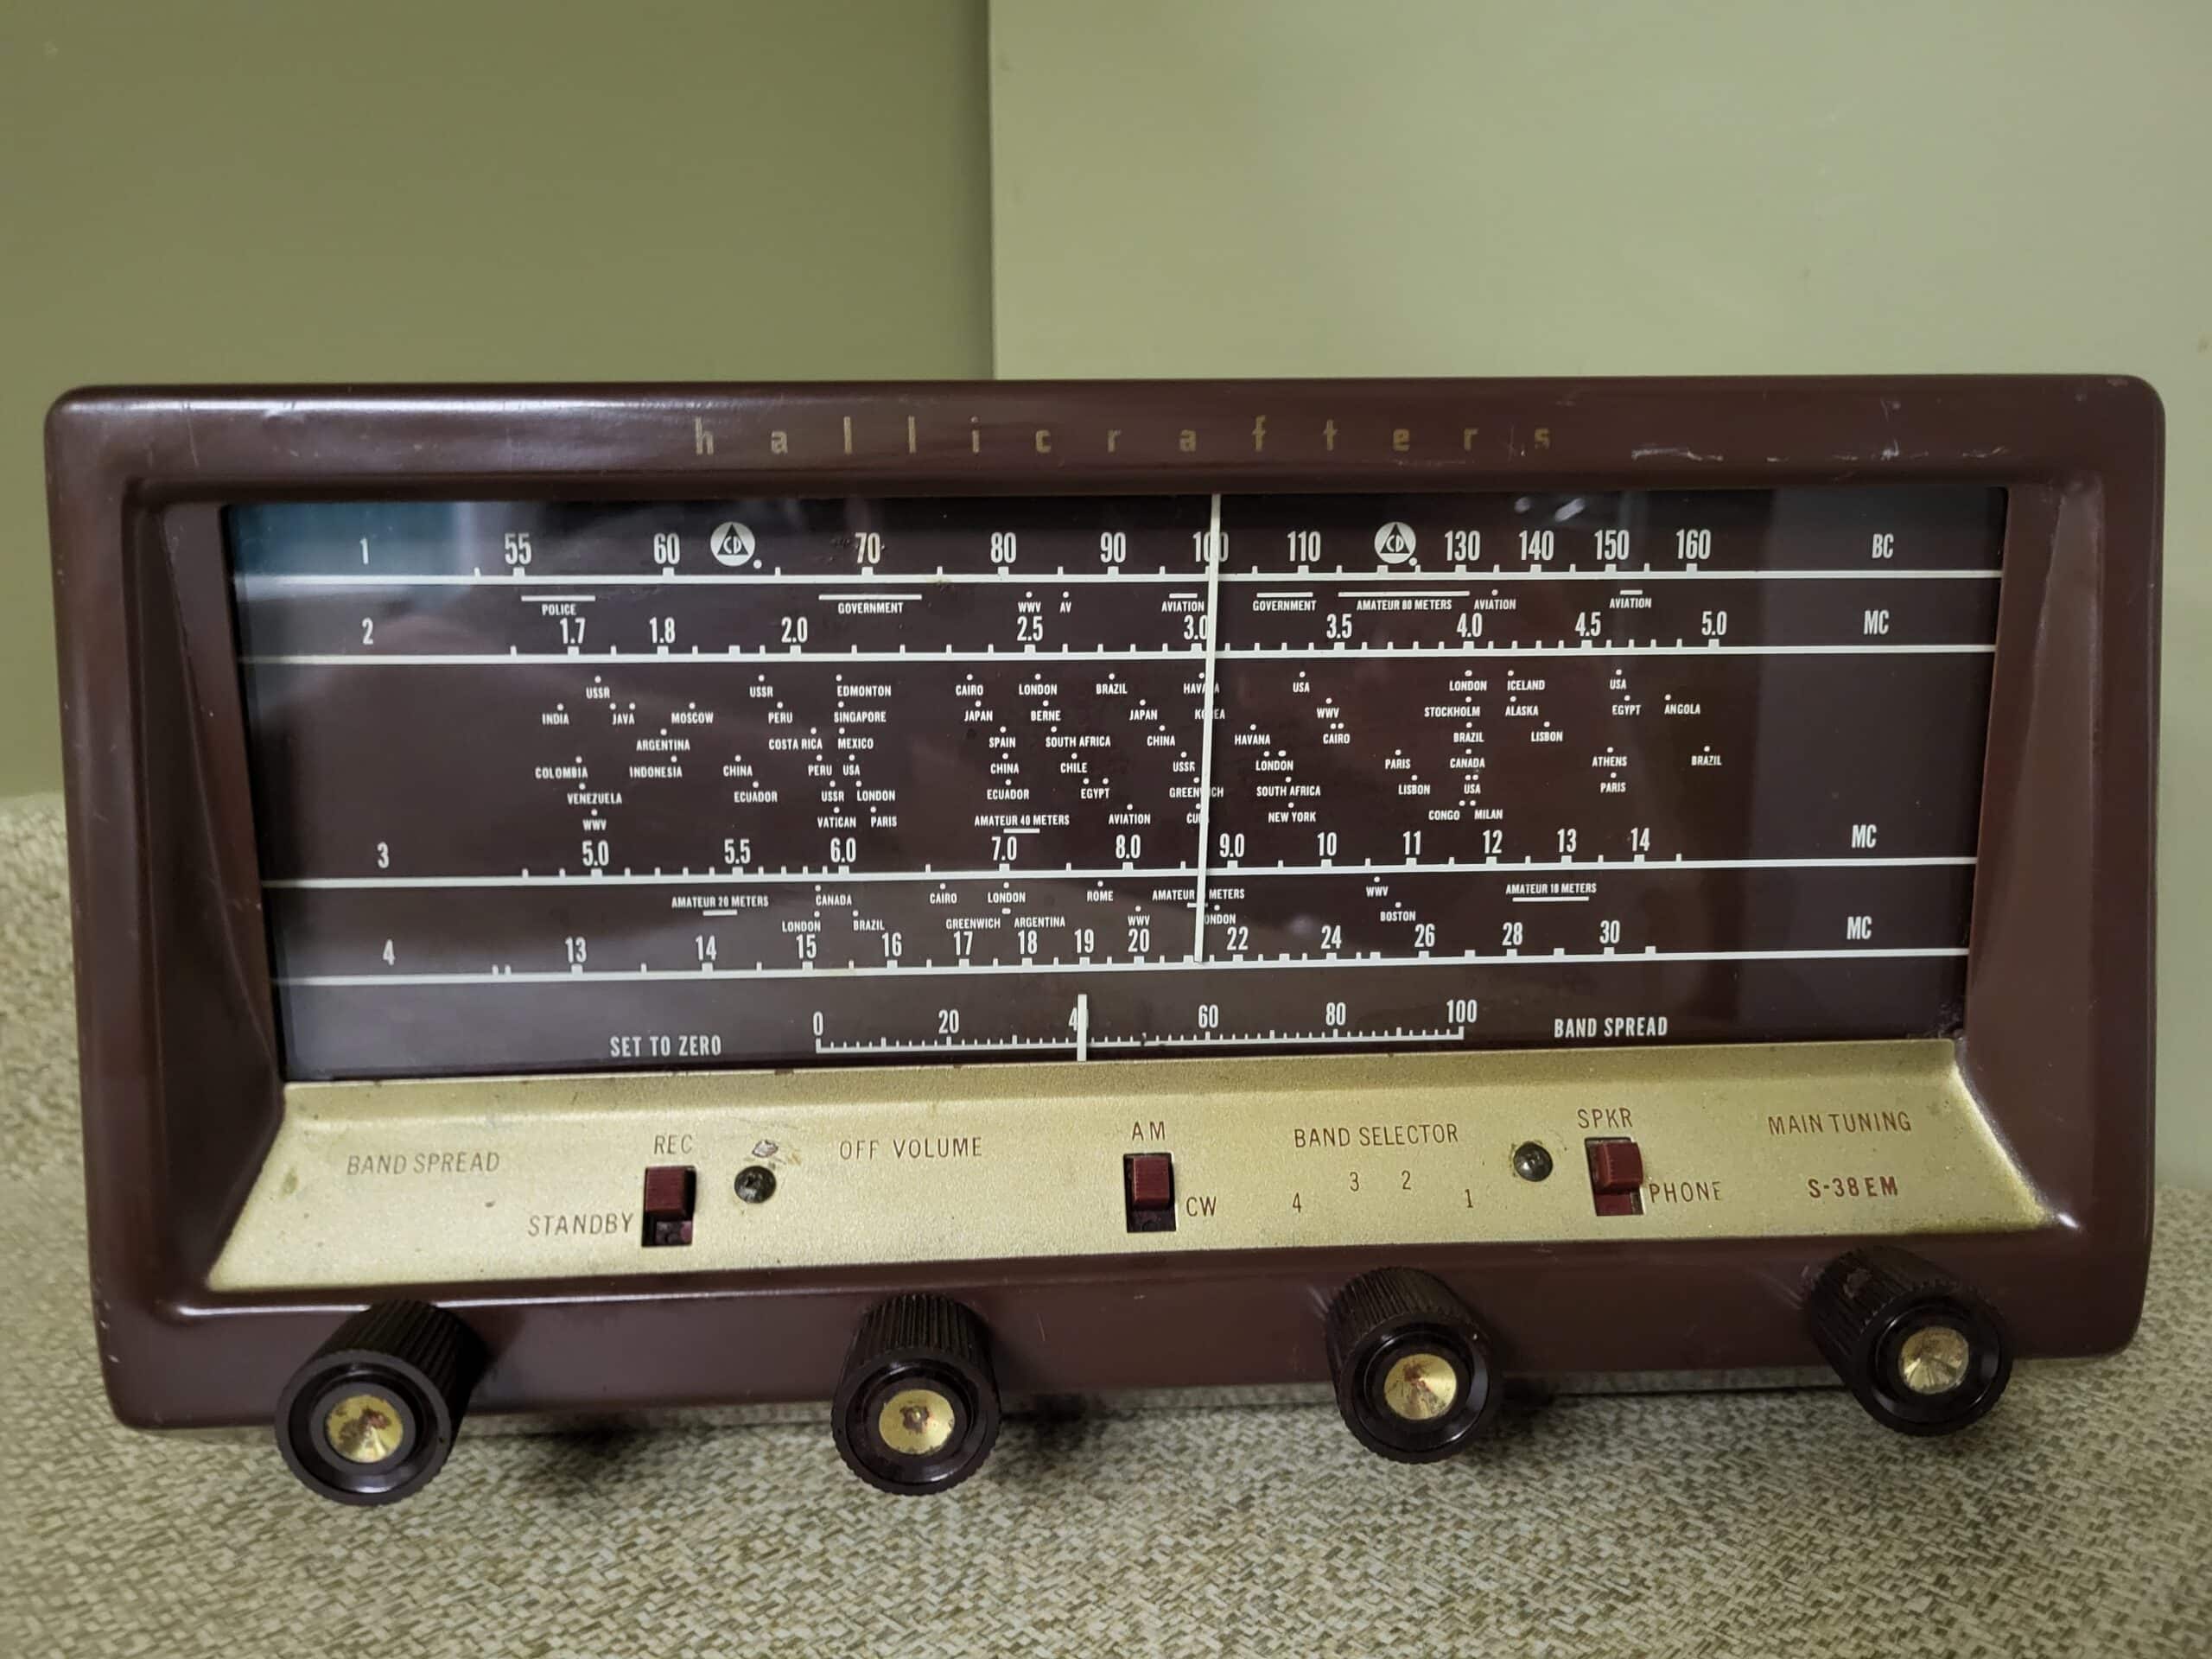 hallicrafters
1 55 60 CD 70 80 90 100 110 CD 130 140 150 160 BC
POLICE GOVERNMENT WWV AV AVIATION GOVERNMENT AMATEUR 80 METERS AVIATION AVIATION
2 1.7 1.8 2.0 2.5 3.0 3.5 4.0 4.5 5.0 MC
USSR USSR EDMONTON CAIRO LONDON BRAZIL HAVANA USA LONDON ICELAND USA
INDIA JAVA MOSCOW PERU SINGAPORE JAPAN BERNE JAPAN KOREA WWV STOCKHOLM ALASKA EGYPT ANGOLA
ARGENTINA COSTA RICA MEXICO SPAIN SOUTH AFRICA CHINA HAVANA CAIRO BRAZIL LISBON
COLOMBIA INDONESIA CHINA PERU USA CHINA CHILE USSR LONDON PARIS CANADA ATHENS BRAZIL
VENEZUELA ECUADOR USSR LONDON ECUADOR EGYPT GREENWICH SOUTH AFRICA LISBON USA PARIS
WWV VATICAN PARIS AMATEUR 40 METERS AVIATION NEW YORK CONGO MILAN
3 5.0 5.5 6.0 7.0 8.0 9.0 10 11 12 13 14 MC
AMATEUR 20 METERS CANADA CAIRO LONDON ROME AMATEUR METERS WWV AMATEUR 10 METERS
LONDON BRAZIL GREENWICH ARGENTINA WWV LONDON BOSTON
4 13 14 15 16 17 18 19 20 22 24 26 28 30 MC
SET TO ZERO 0 20 40 60 80 100 BAND SPREAD
BAND SPREAD REC OFF VOLUME AM BAND SELECTOR SPKR MAIN TUNING
STANDBY CW 4 3 2 1 PHONE S-38EM